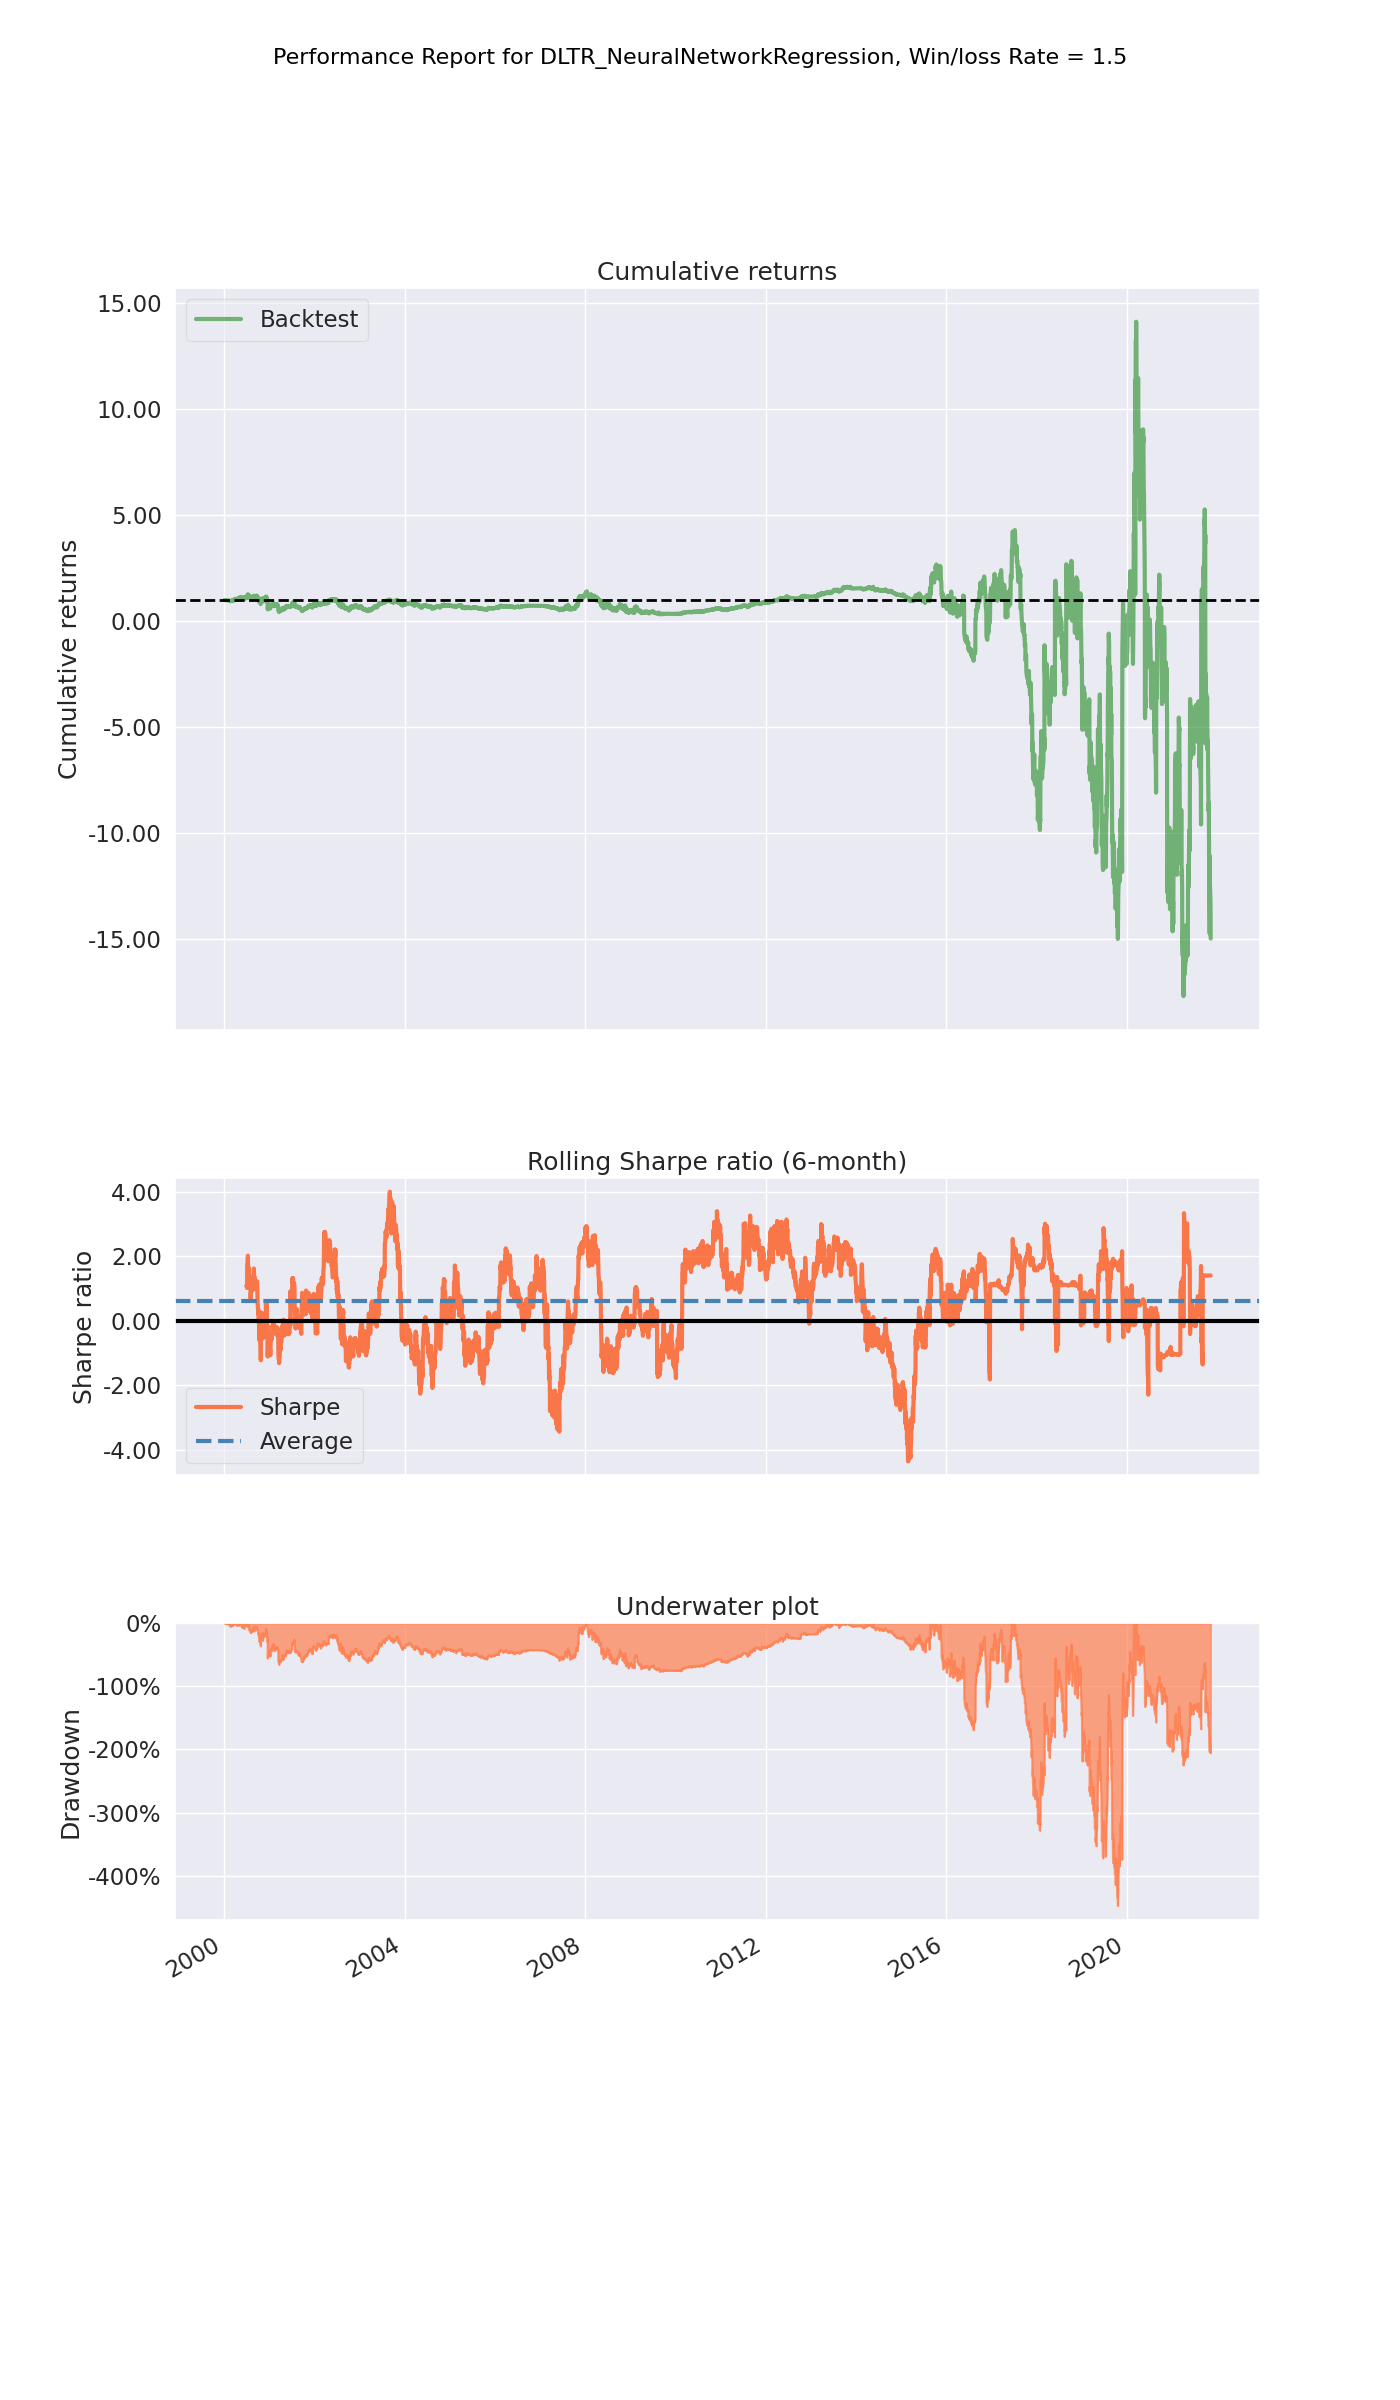 Performance Report for DLTR_NeuralNetworkRegression, Win/loss Rate = 1.5
Cumulative returns
Cumulative returns
15.00
10.00
5.00
0.00
-5.00
-10.00
-15.00
Backtest
Rolling Sharpe ratio (6-month)
Sharpe ratio
4.00
2.00
0.00
-2.00
-4.00
Sharpe
Average
Underwater plot
Drawdown
0%
-100%
-200%
-300%
-400%
2000
2004
2008
2012
2016
2020